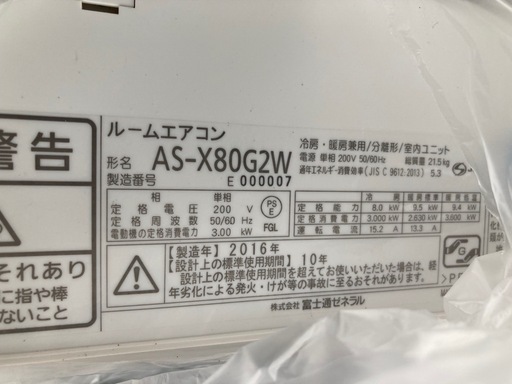 警告
ルームエアコン
形名 AS-X80G2W
製造番号 E 000007
冷房・暖房兼用/分離形/室内ユニット
電源 単相 200V 50/60Hz 総質量 21.5kg
通年エネルギー消費効率(JIS C 9612:2013) 5.3
相 単相
定格電圧 200 V
定格周波数 50/60 Hz
電動機の定格消費電力 3.00 kW
PS
E
FGL
冷房 暖房
定格能力 8.0 kW 9.5 kW 9.4 kW
定格消費電力 3.000 kW 2.630 kW
運転電流 15.2 A 13.3 A
【製造年】2016年
【設計上の標準使用期間】10年
設計上の標準使用期間を超えてお使いいただいた場合は、経
年劣化による発火・けが等の事故に至るおそれがあります。
株式会社 富士通ゼネラル
それあり
に指や棒
ないこと